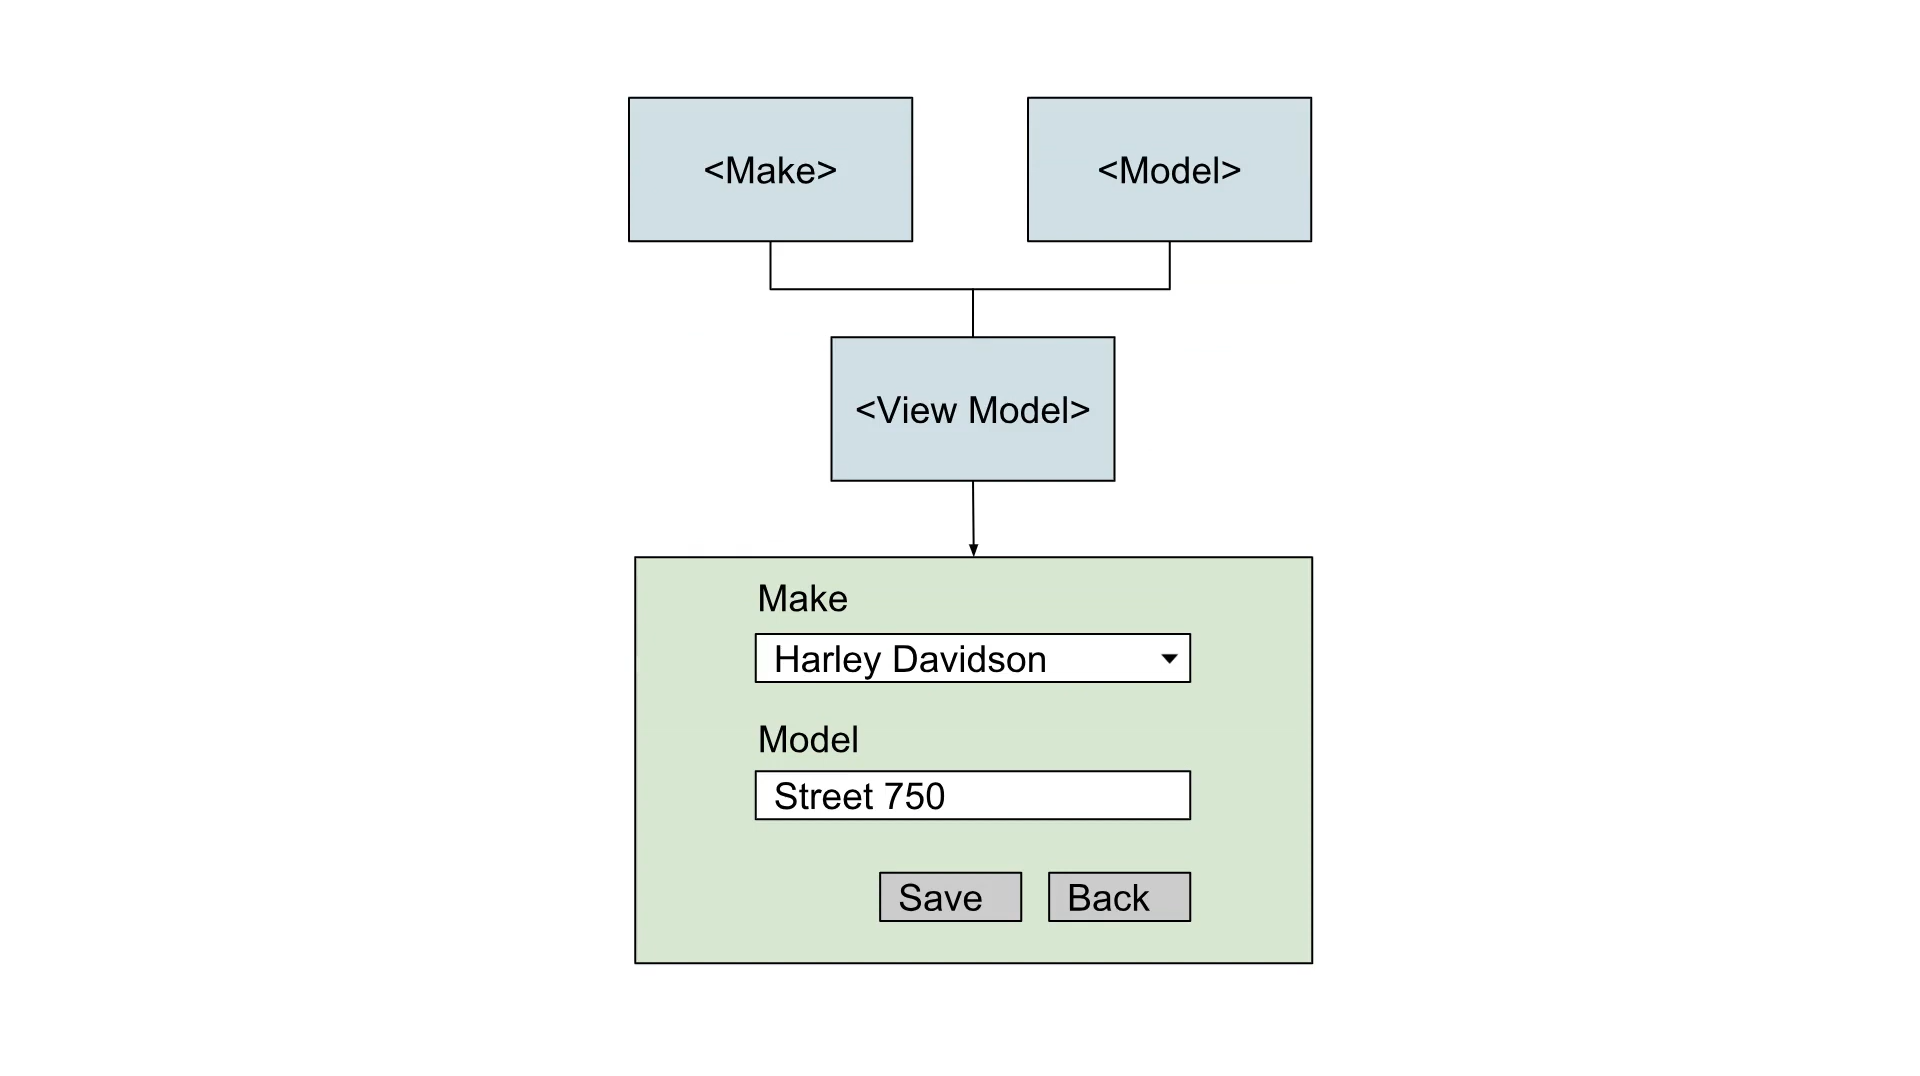 <Make>
<Model>
<View Model>
Make
Harley Davidson
Model
Street 750
Save
Back